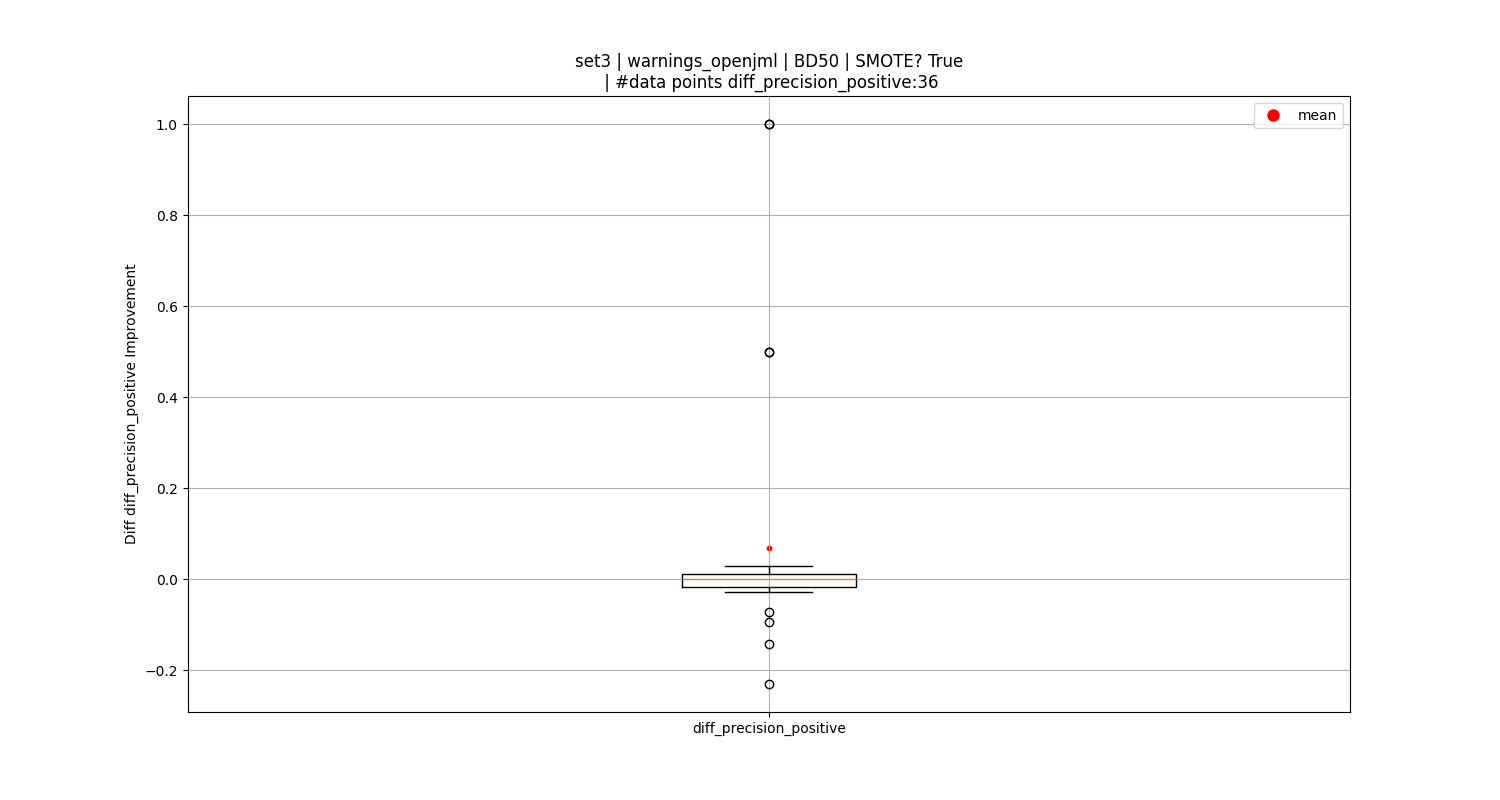 set3 | warnings_openjml | BD50 | SMOTE? True
| #data points diff_precision_positive:36
mean
1.0
0.8
0.6
0.4
0.2
0.0
−0.2
Diff diff_precision_positive Improvement
diff_precision_positive